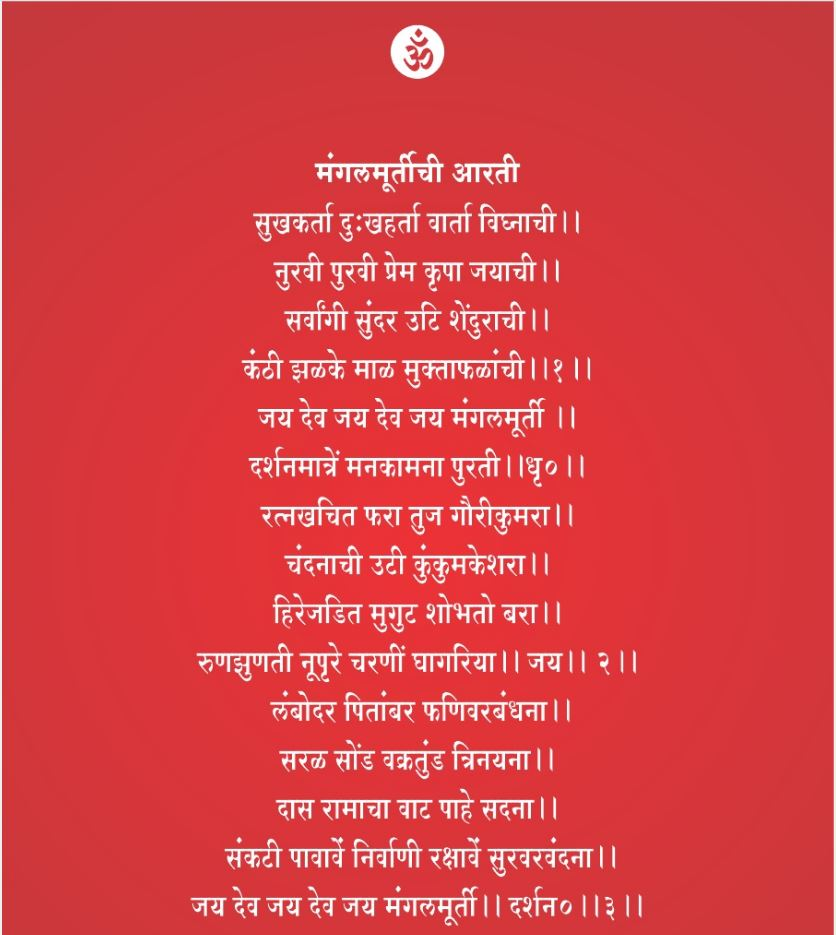 ॐ
मंगलमूर्तीची आरती
सुखकर्ता दुःखहर्ता वार्ता विघ्नाची।।
नुरवी पुरवी प्रेम कृपा जयाची।।
सर्वांगी सुंदर उटि शेंदुराची।।
कंठी झळके माळ मुक्ताफळांची।।१।।
जय देव जय देव जय मंगलमूर्ती ।।
दर्शनमात्रें मनकामना पुरती।।धृ०।।
रत्नखचित फरा तुज गौरीकुमरा।।
चंदनाची उटी कुंकुमकेशरा।।
हिरेजडित मुगुट शोभतो बरा।।
रुणझुणती नूपृरे चरणीं घागरिया।। जय।। २।।
लंबोदर पितांबर फणिवरबंधना।।
सरळ सोंड वक्रतुंड त्रिनयना।।
दास रामाचा वाट पाहे सदना।।
संकटी पावावें निर्वाणी रक्षावें सुरवरवंदना।।
जय देव जय देव जय मंगलमूर्ती।। दर्शन०।।३।।